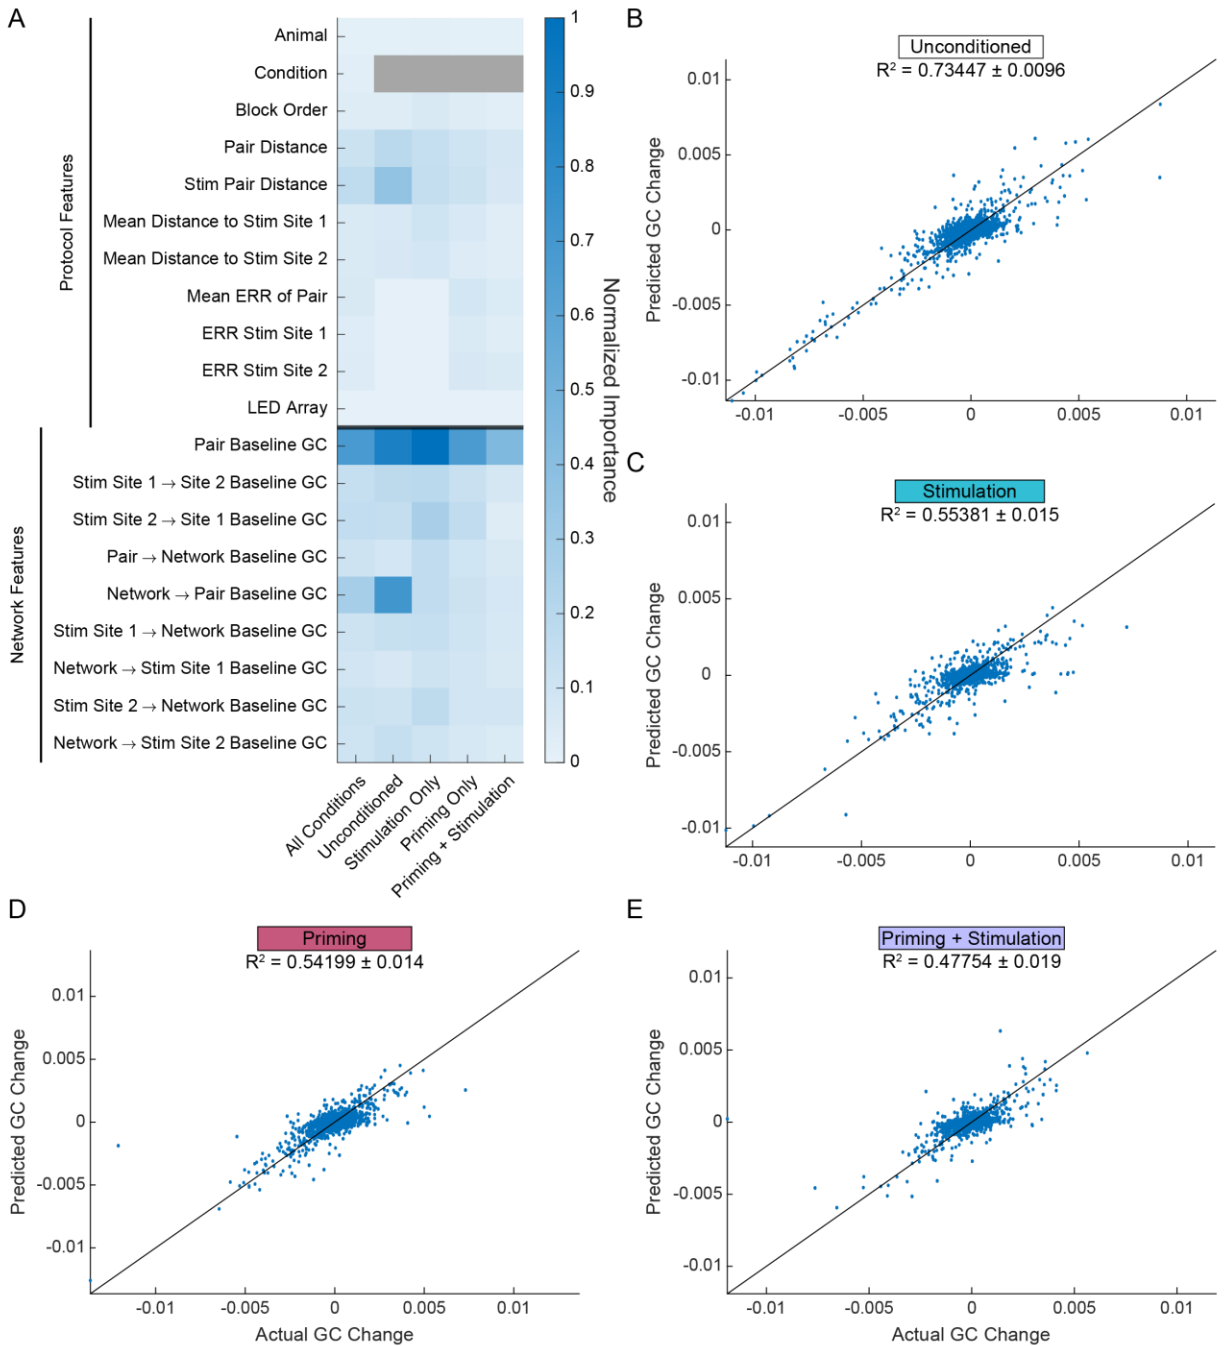 A
Protocol Features
Animal
Condition
Block Order
Pair Distance
Stim Pair Distance
Mean Distance to Stim Site 1
Mean Distance to Stim Site 2
Mean ERR of Pair
ERR Stim Site 1
ERR Stim Site 2
LED Array
Network Features
Pair Baseline GC
Stim Site 1 → Site 2 Baseline GC
Stim Site 2 → Site 1 Baseline GC
Pair → Network Baseline GC
Network → Pair Baseline GC
Stim Site 1 → Network Baseline GC
Network → Stim Site 1 Baseline GC
Stim Site 2 → Network Baseline GC
Network → Stim Site 2 Baseline GC
All Conditions
Unconditioned
Stimulation Only
Priming Only
Priming + Stimulation
1
0.9
0.8
0.7
0.6
0.5
0.4
0.3
0.2
0.1
0
Normalized Importance
B
Unconditioned
R² = 0.73447 ± 0.0096
Predicted GC Change
0.01
0.005
0
-0.005
-0.01
-0.01 -0.005 0 0.005 0.01
C
Stimulation
R² = 0.55381 ± 0.015
Predicted GC Change
0.01
0.005
0
-0.005
-0.01
-0.01 -0.005 0 0.005 0.01
D
Priming
R² = 0.54199 ± 0.014
Predicted GC Change
0.01
0.005
0
-0.005
-0.01
-0.01 -0.005 0 0.005 0.01
Actual GC Change
E
Priming + Stimulation
R² = 0.47754 ± 0.019
Predicted GC Change
0.01
0.005
0
-0.005
-0.01
-0.01 -0.005 0 0.005 0.01
Actual GC Change